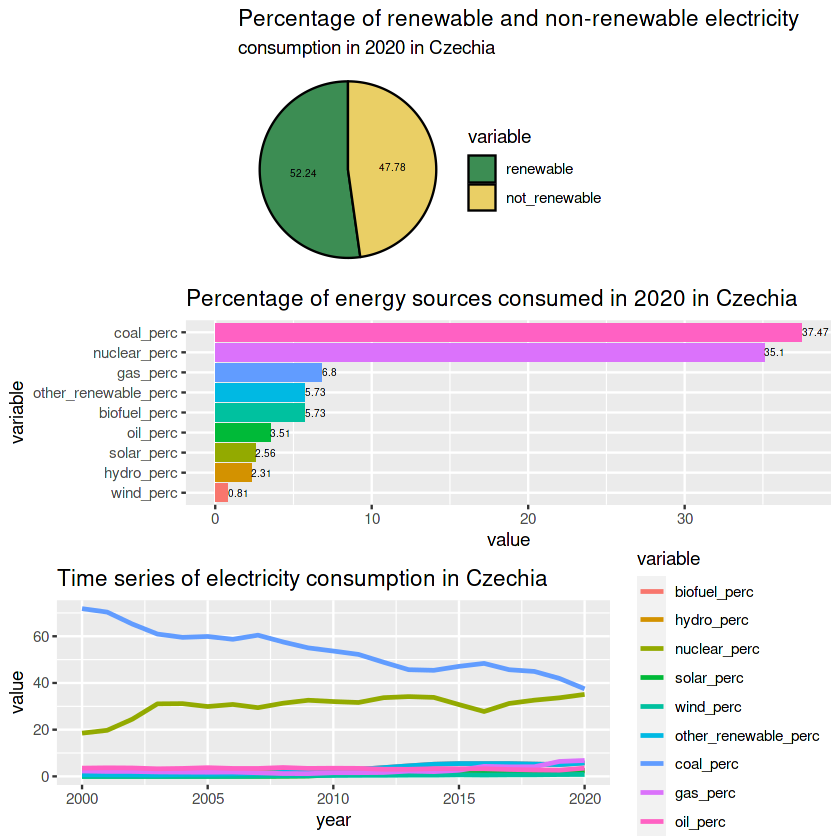 Percentage of renewable and non-renewable electricity
consumption in 2020 in Czechia
variable
renewable
not_renewable
52.24
47.78
Percentage of energy sources consumed in 2020 in Czechia
variable
coal_perc
37.47
nuclear_perc
35.1
gas_perc
6.8
other_renewable_perc
5.73
biofuel_perc
5.73
oil_perc
3.51
solar_perc
2.56
hydro_perc
2.31
wind_perc
0.81
0
10
20
30
value
Time series of electricity consumption in Czechia
value
60
40
20
0
2000
2005
2010
2015
2020
year
variable
biofuel_perc
hydro_perc
nuclear_perc
solar_perc
wind_perc
other_renewable_perc
coal_perc
gas_perc
oil_perc